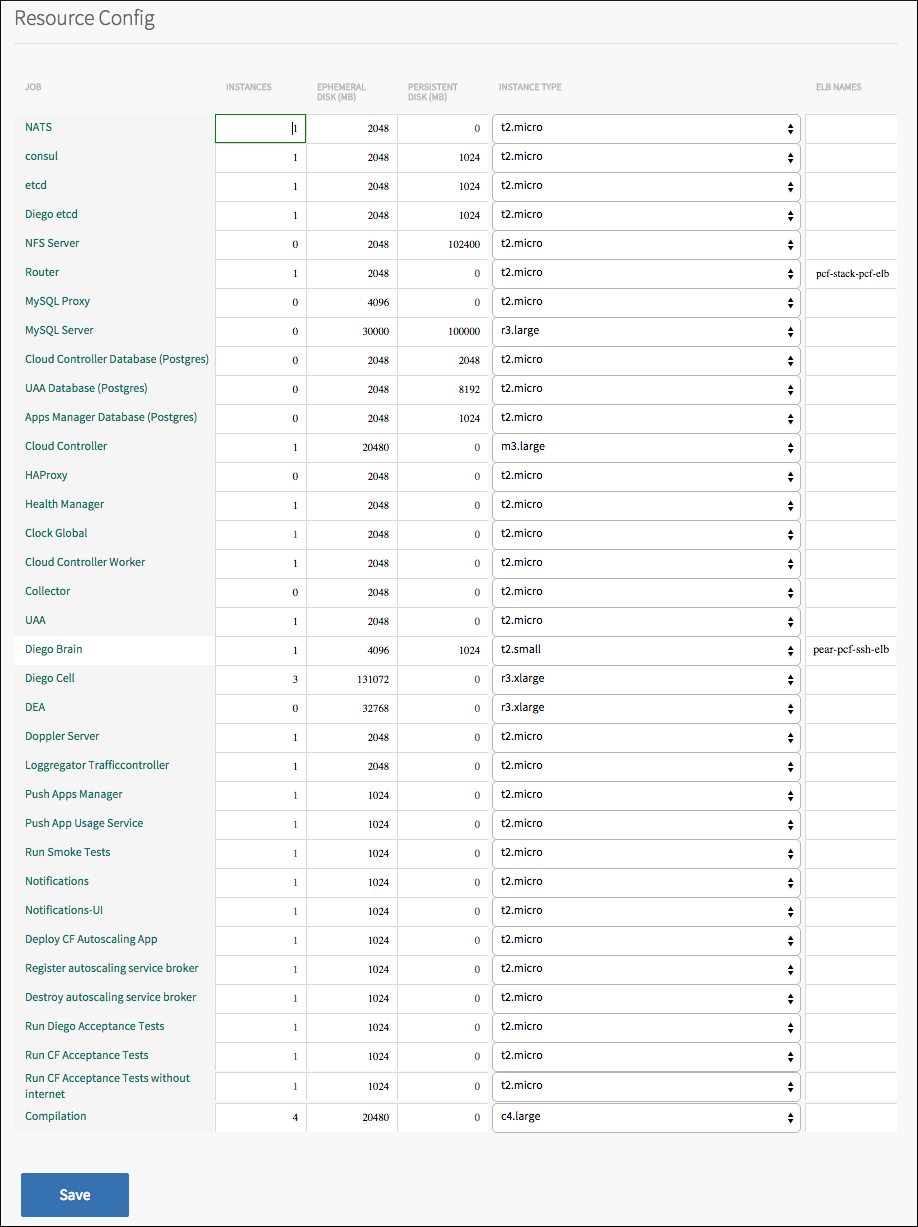 Resource Config
JOB INSTANCES EPHEMERAL DISK (MB) PERSISTENT DISK (MB) INSTANCE TYPE ELB NAMES
NATS 1 2048 0 t2.micro
consul 1 2048 1024 t2.micro
etcd 1 2048 1024 t2.micro
Diego etcd 1 2048 1024 t2.micro
NFS Server 0 2048 102400 t2.micro
Router 1 2048 0 t2.micro pcf-stack-pcf-elb
MySQL Proxy 0 4096 0 t2.micro
MySQL Server 0 30000 100000 r3.large
Cloud Controller Database (Postgres) 0 2048 2048 t2.micro
UAA Database (Postgres) 0 2048 8192 t2.micro
Apps Manager Database (Postgres) 0 2048 1024 t2.micro
Cloud Controller 1 20480 0 m3.large
HAProxy 0 2048 0 t2.micro
Health Manager 1 2048 0 t2.micro
Clock Global 1 2048 0 t2.micro
Cloud Controller Worker 1 2048 0 t2.micro
Collector 0 2048 0 t2.micro
UAA 1 2048 0 t2.micro
Diego Brain 1 4096 1024 t2.small pear-pcf-ssh-elb
Diego Cell 3 131072 0 r3.xlarge
DEA 0 32768 0 r3.xlarge
Doppler Server 1 2048 0 t2.micro
Loggregator Trafficcontroller 1 2048 0 t2.micro
Push Apps Manager 1 1024 0 t2.micro
Push App Usage Service 1 1024 0 t2.micro
Run Smoke Tests 1 1024 0 t2.micro
Notifications 1 1024 0 t2.micro
Notifications-UI 1 1024 0 t2.micro
Deploy CF Autoscaling App 1 1024 0 t2.micro
Register autoscaling service broker 1 1024 0 t2.micro
Destroy autoscaling service broker 1 1024 0 t2.micro
Run Diego Acceptance Tests 1 1024 0 t2.micro
Run CF Acceptance Tests 1 1024 0 t2.micro
Run CF Acceptance Tests without internet 1 1024 0 t2.micro
Compilation 4 20480 0 c4.large
Save